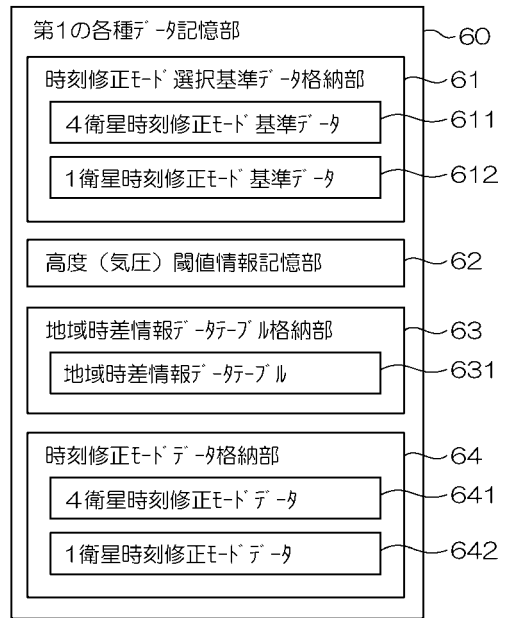 第1の各種データ記憶部
60
時刻修正モード選択基準データ格納部
61
4衛星時刻修正モード基準データ
611
1衛星時刻修正モード基準データ
612
高度（気圧）閾値情報記憶部
62
地域時差情報データテーブル格納部
63
地域時差情報データテーブル
631
時刻修正モードデータ格納部
64
4衛星時刻修正モードデータ
641
1衛星時刻修正モードデータ
642